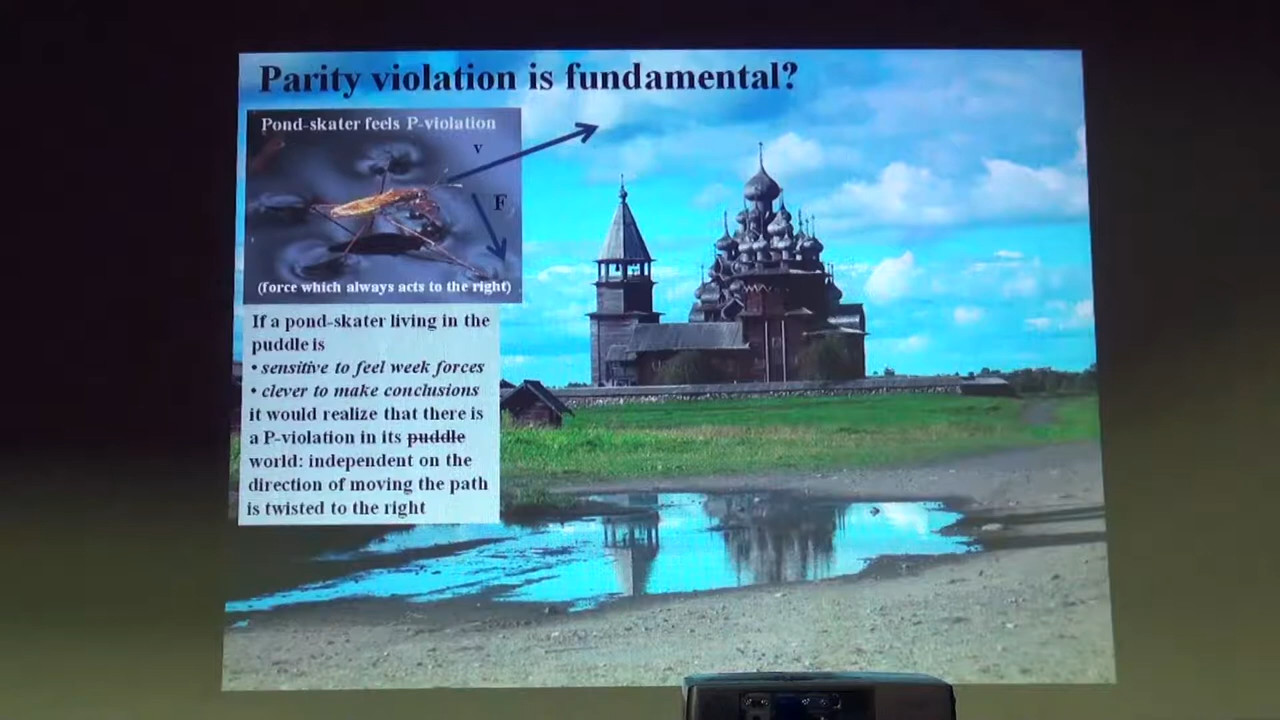 Parity violation is fundamental?
Pond-skater feels P-violation
v
F
(force which always acts to the right)
If a pond-skater living in the
puddle is
• sensitive to feel week forces
• clever to make conclusions
it would realize that there is
a P-violation in its puddle
world: independent on the
direction of moving the path
is twisted to the right